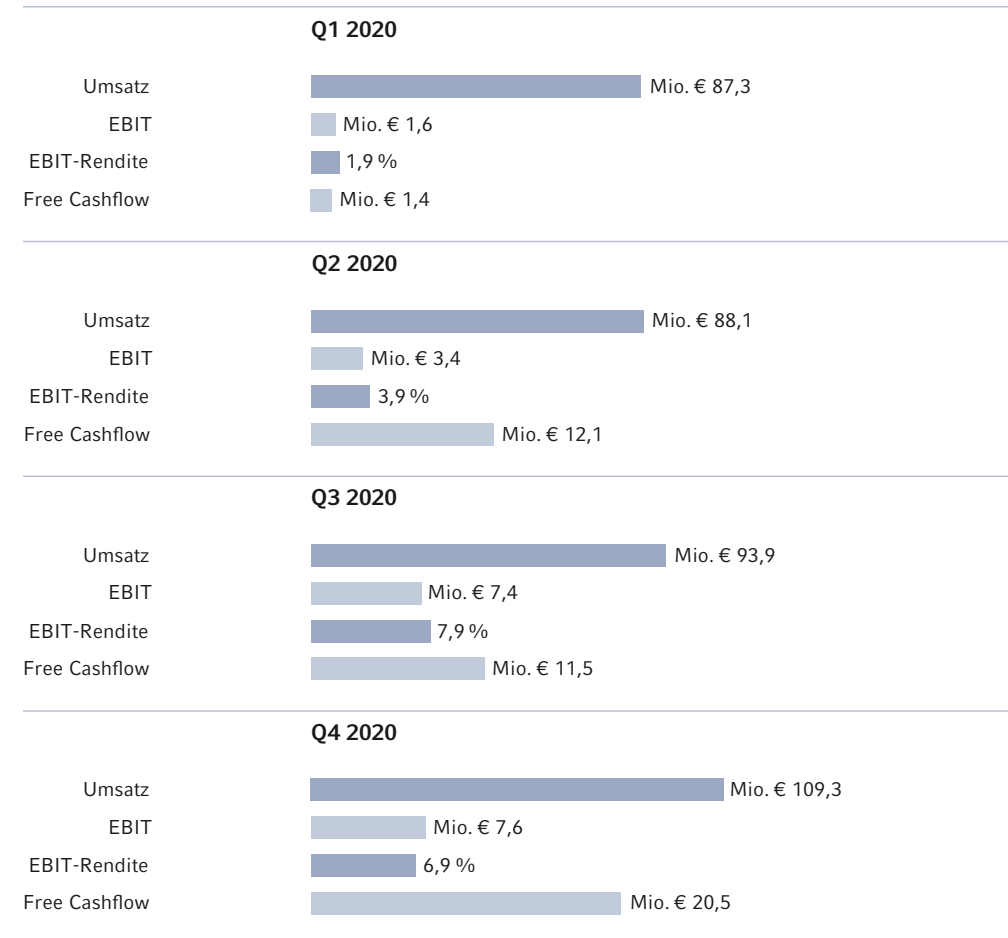 Q1 2020
Umsatz Mio. € 87,3
EBIT Mio. € 1,6
EBIT-Rendite 1,9 %
Free Cashflow Mio. € 1,4
Q2 2020
Umsatz Mio. € 88,1
EBIT Mio. € 3,4
EBIT-Rendite 3,9 %
Free Cashflow Mio. € 12,1
Q3 2020
Umsatz Mio. € 93,9
EBIT Mio. € 7,4
EBIT-Rendite 7,9 %
Free Cashflow Mio. € 11,5
Q4 2020
Umsatz Mio. € 109,3
EBIT Mio. € 7,6
EBIT-Rendite 6,9 %
Free Cashflow Mio. € 20,5